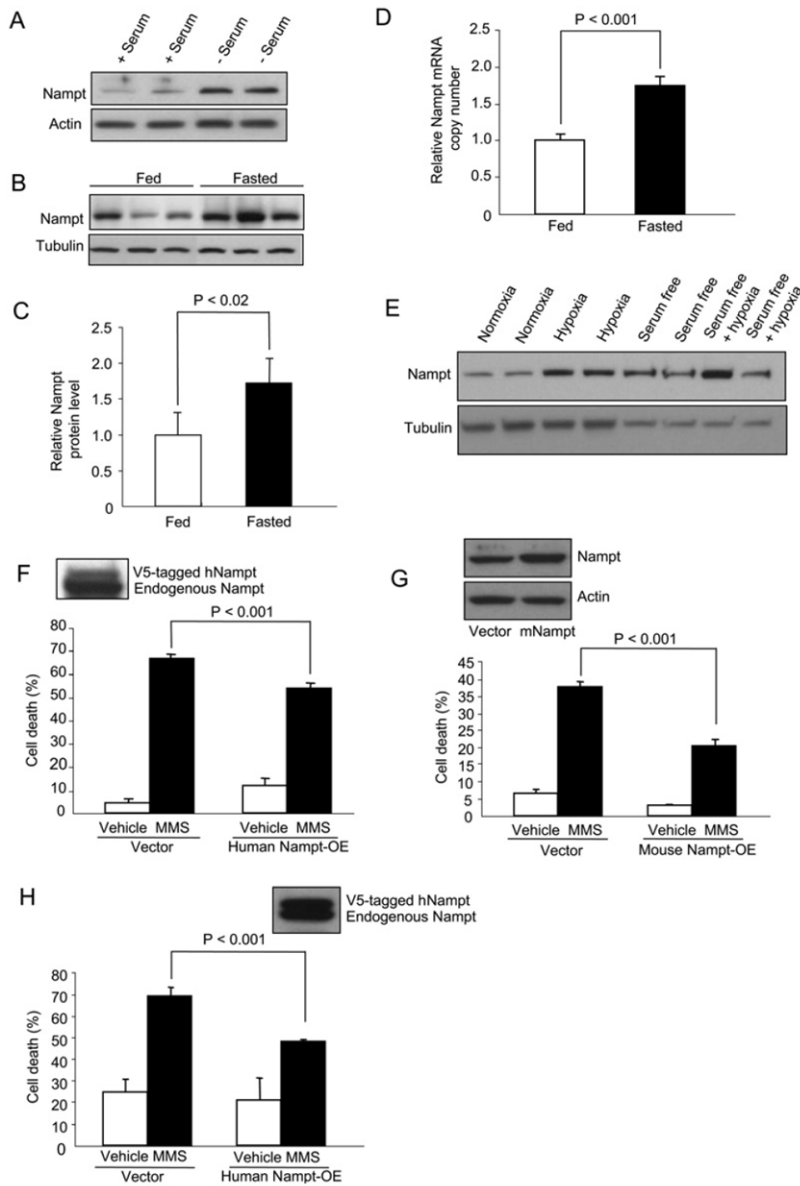 A
+ Serum
+ Serum
- Serum
- Serum
Nampt
Actin
B
Fed Fasted
Nampt
Tubulin
C
P < 0.02
Relative Nampt
protein level
2.5
2.0
1.5
1.0
0.5
0
Fed Fasted
D
P < 0.001
Relative Nampt mRNA
copy number
2.5
2.0
1.5
1.0
0.5
0
Fed Fasted
E
Normoxia
Normoxia
Hypoxia
Hypoxia
Serum free
Serum free
Serum free
+ hypoxia
Serum free
+ hypoxia
Nampt
Tubulin
F
V5-tagged hNampt
Endogenous Nampt
P < 0.001
Cell death (%)
80
70
60
50
40
30
20
10
0
Vehicle MMS Vehicle MMS
Vector Human Nampt-OE
G
Nampt
Actin
Vector mNampt
P < 0.001
Cell death (%)
45
40
35
30
25
20
15
10
5
0
Vehicle MMS Vehicle MMS
Vector Mouse Nampt-OE
H
V5-tagged hNampt
Endogenous Nampt
P < 0.001
Cell death (%)
80
70
60
50
40
30
20
10
0
Vehicle MMS Vehicle MMS
Vector Human Nampt-OE